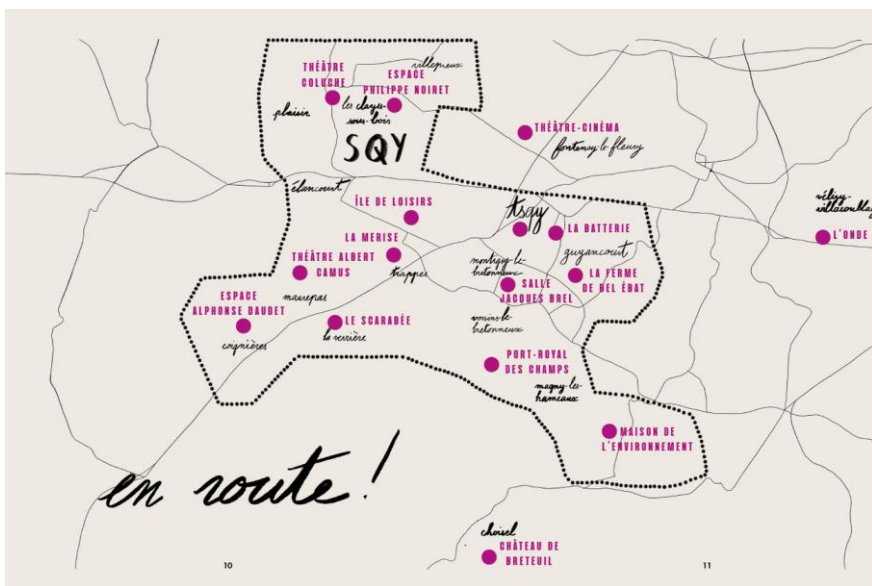 villepreux
THÉÂTRE
COLUCHE
ESPACE
PHILIPPE NOIRET
plaisir
les clayes-
sous-bois
SQY
THÉÂTRE-CINÉMA
fontenay-le-fleury
élancourt
ÎLE DE LOISIRS
tsqy
LA BATTERIE
vélizy-
villacoublay
L'ONDE
LA MERISE
THÉÂTRE ALBERT
CAMUS
trappes
guyancourt
montigny-le-
bretonneux
LA FERME
DE BEL ÉBAT
SALLE
JACQUES BREL
maurepas
ESPACE
ALPHONSE DAUDET
coignières
LE SCARABÉE
la verrière
voisins-le-
bretonneux
PORT-ROYAL
DES CHAMPS
magny-les-
hameaux
MAISON DE
L'ENVIRONNEMENT
en route !
choisel
CHÂTEAU DE
BRETEUIL
10
11